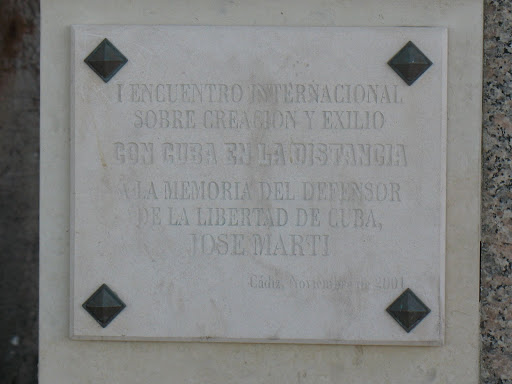 I ENCUENTRO INTERNACIONAL
SOBRE CREACION Y EXILIO
CON CUBA EN LA DISTANCIA
A LA MEMORIA DEL DEFENSOR
DE LA LIBERTAD DE CUBA,
JOSE MARTI
Cádiz, Noviembre de 2001